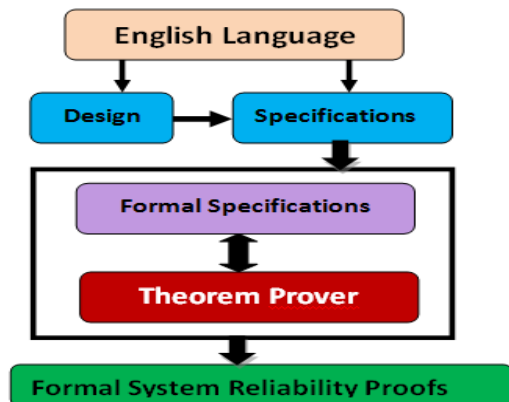 English Language
Design
Specifications
Formal Specifications
Theorem Prover
Formal System Reliability Proofs